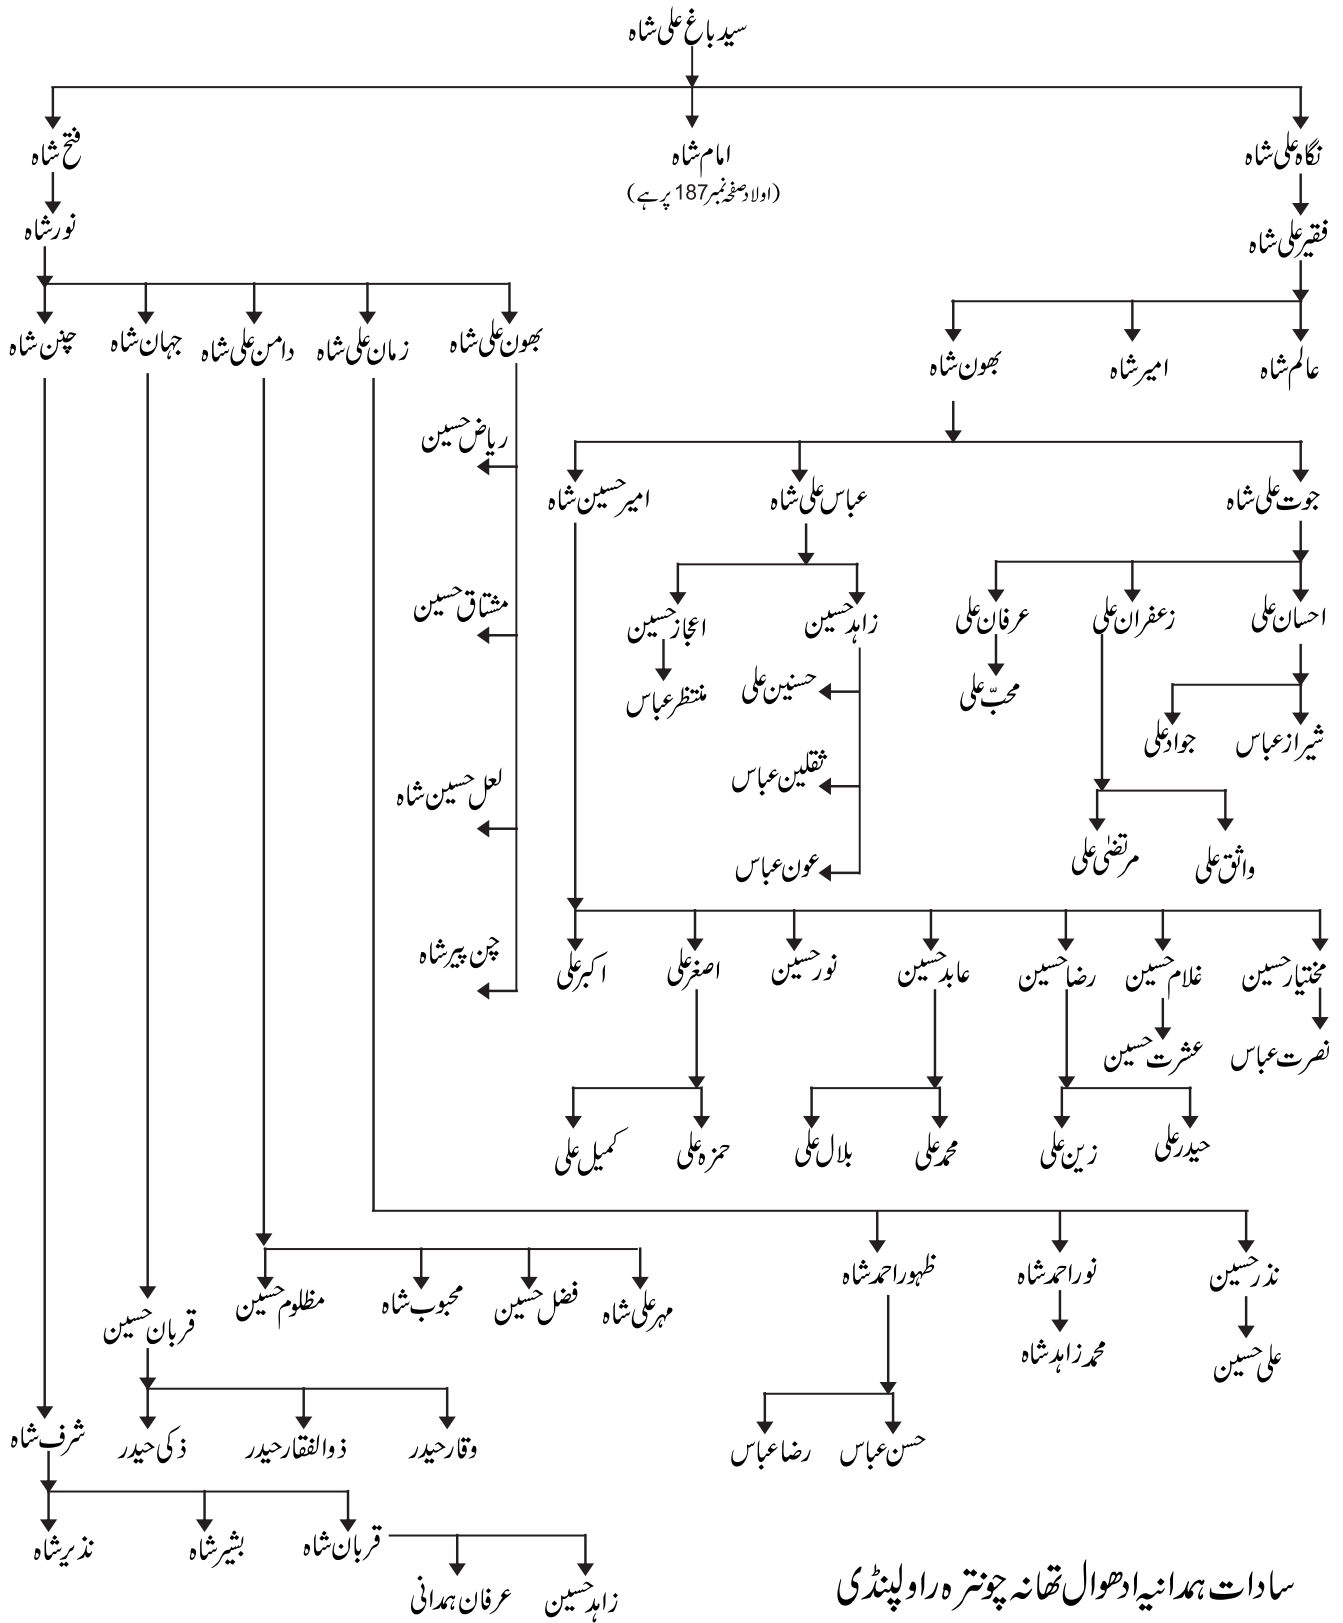 سید باغ علی شاہ
نگاہ علی شاہ
امام شاہ
فتح شاہ
(اولاد صفحہ نمبر 187 پر ہے)
فقیر علی شاہ
نور شاہ
عالم شاہ
امیر شاہ
بھون شاہ
بھون علی شاہ
زمان علی شاہ
دامن علی شاہ
جہان شاہ
چنن شاہ
ریاض حسین
مشتاق حسین
لعل حسین شاہ
چن پیر شاہ
جوت علی شاہ
عباس علی شاہ
امیر حسین شاہ
احسان علی
زعفران علی
عرفان علی
زاہد حسین
اعجاز حسین
محبّ علی
حسنین علی
منتظر عباس
شیراز عباس
جواد علی
ثقلین عباس
واثق علی
مرتضیٰ علی
عون عباس
مختیار حسین
غلام حسین
رضا حسین
عابد حسین
نور حسین
اصغر علی
اکبر علی
نصرت عباس
عشرت حسین
حیدر علی
زین علی
محمد علی
بلال علی
حمزہ علی
کمیل علی
نذر حسین
نور احمد شاہ
ظہور احمد شاہ
مہر علی شاہ
فضل حسین
محبوب شاہ
مظلوم حسین
قربان حسین
علی حسین
محمد زاہد شاہ
حسن عباس
رضا عباس
وقار حیدر
ذوالفقار حیدر
ذکی حیدر
شرف شاہ
قربان شاہ
بشیر شاہ
نذیر شاہ
زاہد حسین
عرفان ہمدانی
سادات ہمدانیہ ادھوال تھانہ چونترہ راولپنڈی